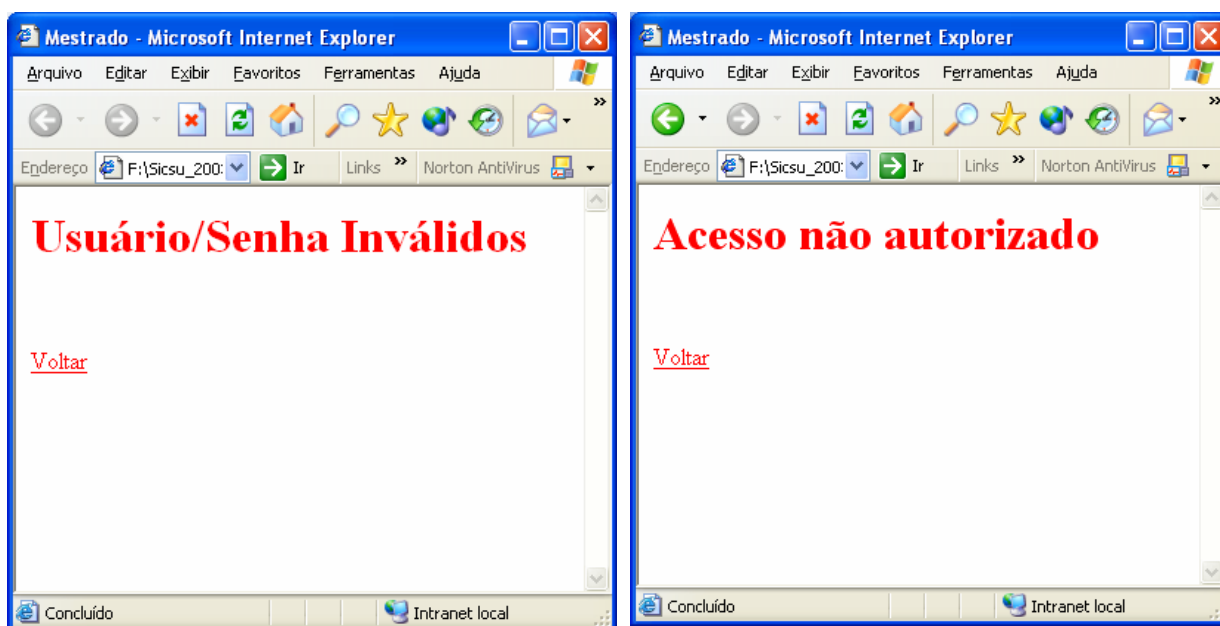 Mestrado - Microsoft Internet Explorer
Arquivo Editar Exibir Favoritos Ferramentas Ajuda
»
Endereço F:\Sicsu_200: Ir Links » Norton AntiVirus
Usuário/Senha Inválidos
Voltar
Concluído Intranet local
Mestrado - Microsoft Internet Explorer
Arquivo Editar Exibir Favoritos Ferramentas Ajuda
»
Endereço F:\Sicsu_200: Ir Links » Norton AntiVirus
Acesso não autorizado
Voltar
Concluído Intranet local